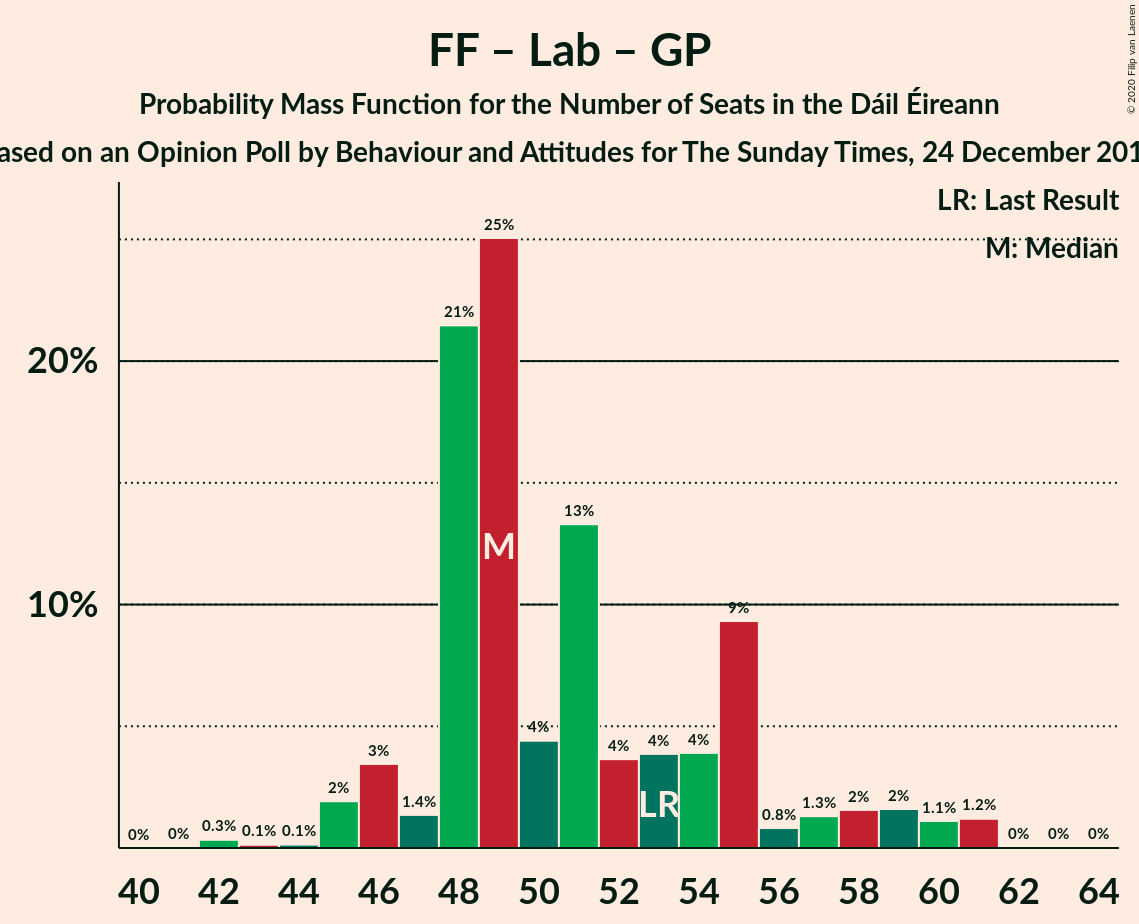 FF – Lab – GP
Probability Mass Function for the Number of Seats in the Dáil Éireann
ased on an Opinion Poll by Behaviour and Attitudes for The Sunday Times, 24 December 201
© 2020 Filip van Laenen
LR: Last Result
M: Median
20%
10%
0% 0% 0.3% 0.1% 0.1% 2% 3% 1.4% 21% 25% 4% 13% 4% 4% 4% 9% 0.8% 1.3% 2% 2% 1.1% 1.2% 0% 0% 0%
M
LR
40 42 44 46 48 50 52 54 56 58 60 62 64